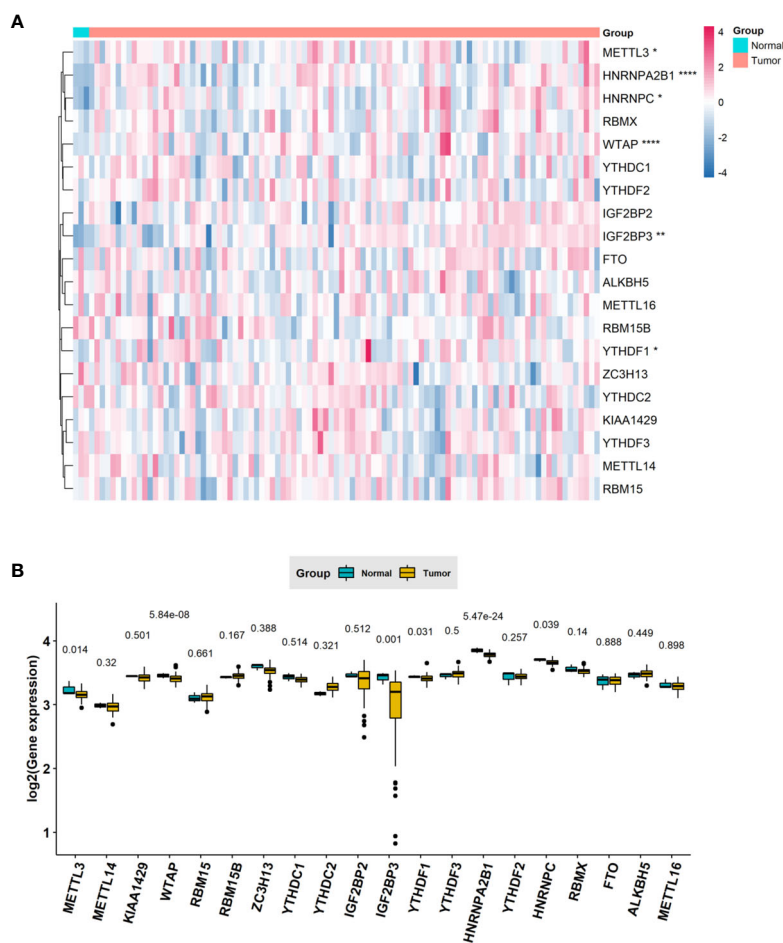 A
Group
METTL3 *
HNRNPA2B1 ****
HNRNPC *
RBMX
WTAP ****
YTHDC1
YTHDF2
IGF2BP2
IGF2BP3 **
FTO
ALKBH5
METTL16
RBM15B
YTHDF1 *
ZC3H13
YTHDC2
KIAA1429
YTHDF3
METTL14
RBM15
4
2
0
-2
-4
Group
Normal
Tumor
B
Group Normal Tumor
0.014
0.32
0.501
5.84e-08
0.661
0.167
0.388
0.514
0.321
0.512
0.001
0.031
0.5
5.47e-24
0.257
0.039
0.14
0.888
0.449
0.898
log2(Gene expression)
4
3
2
1
METTL3
METTL14
KIAA1429
WTAP
RBM15
RBM15B
ZC3H13
YTHDC1
YTHDC2
IGF2BP2
IGF2BP3
YTHDF1
YTHDF3
HNRNPA2B1
YTHDF2
HNRNPC
RBMX
FTO
ALKBH5
METTL16